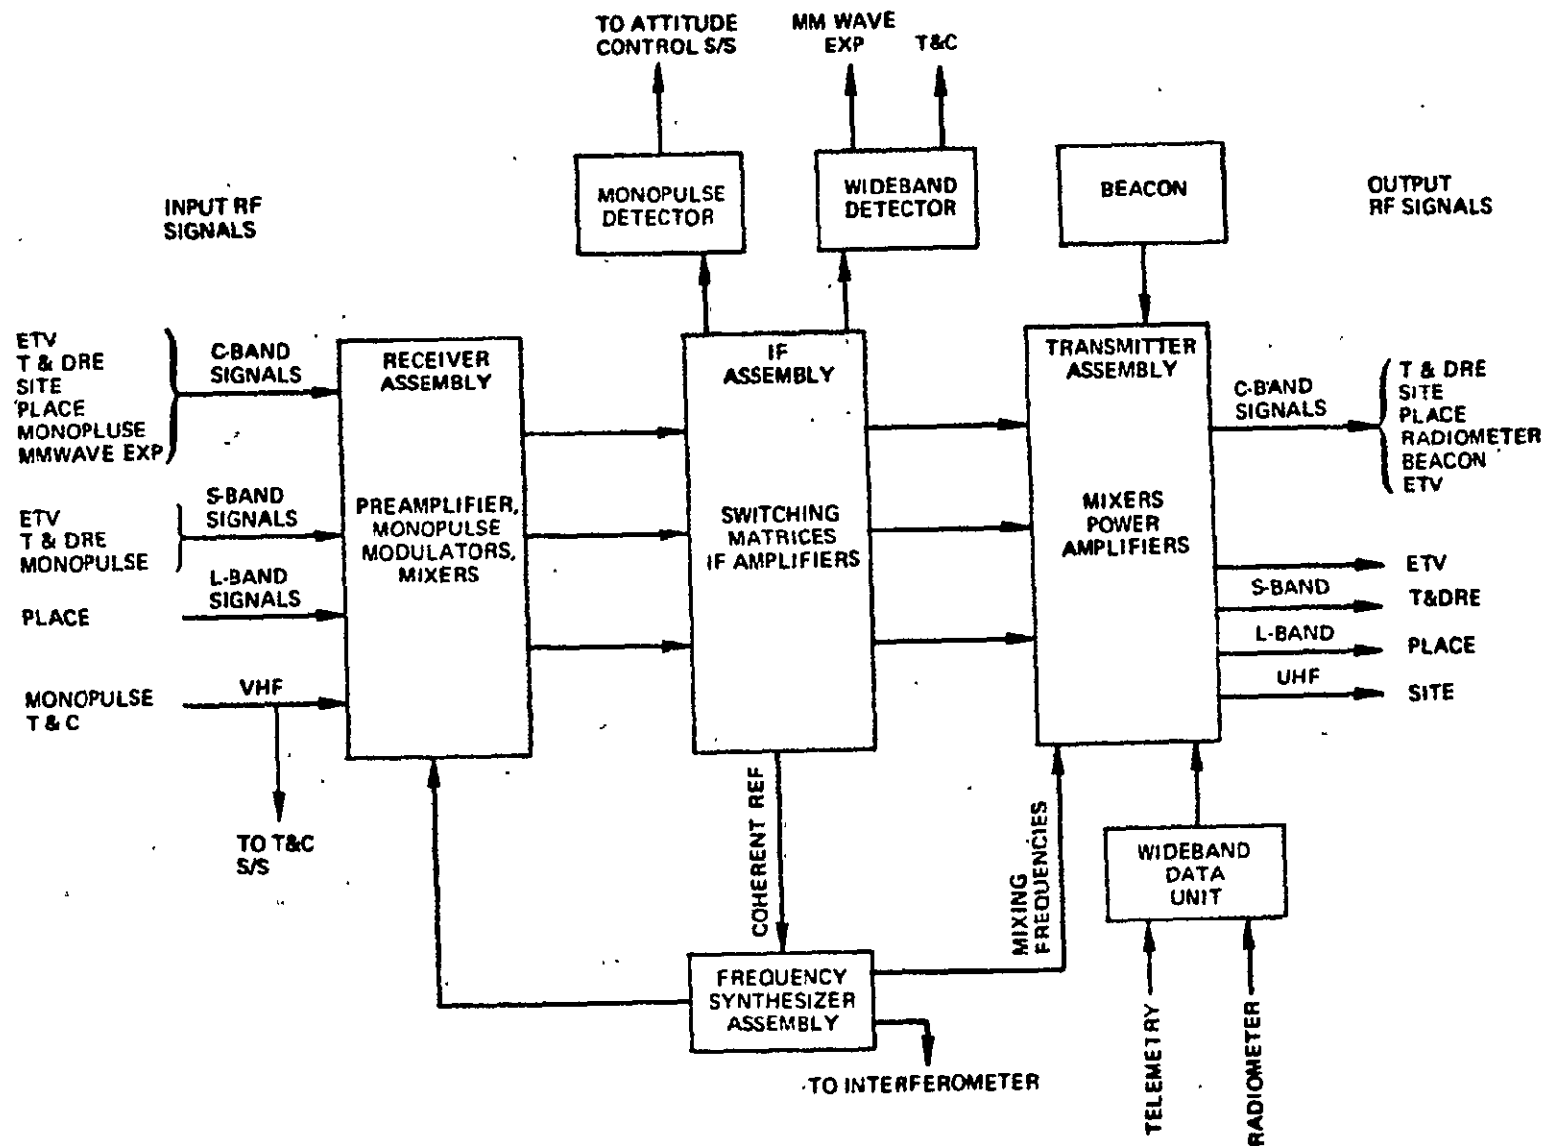 TO ATTITUDE
CONTROL S/S
MM WAVE
EXP
T&C
MONOPULSE
DETECTOR
WIDEBAND
DETECTOR
BEACON
INPUT RF
SIGNALS
OUTPUT
RF SIGNALS
ETV
T & DRE
SITE
PLACE
MONOPLUSE
MMWAVE EXP
C-BAND
SIGNALS
ETV
T & DRE
MONOPULSE
S-BAND
SIGNALS
PLACE
L-BAND
SIGNALS
MONOPULSE
T & C
VHF
TO T&C
S/S
RECEIVER
ASSEMBLY
PREAMPLIFIER,
MONOPULSE
MODULATORS,
MIXERS
IF
ASSEMBLY
SWITCHING
MATRICES
IF AMPLIFIERS
TRANSMITTER
ASSEMBLY
MIXERS
POWER
AMPLIFIERS
C-BAND
SIGNALS
T & DRE
SITE
PLACE
RADIOMETER
BEACON
ETV
ETV
S-BAND
T&DRE
L-BAND
PLACE
UHF
SITE
COHERENT REF
MIXING
FREQUENCIES
WIDEBAND
DATA
UNIT
FREQUENCY
SYNTHESIZER
ASSEMBLY
TO INTERFEROMETER
TELEMETRY
RADIOMETER